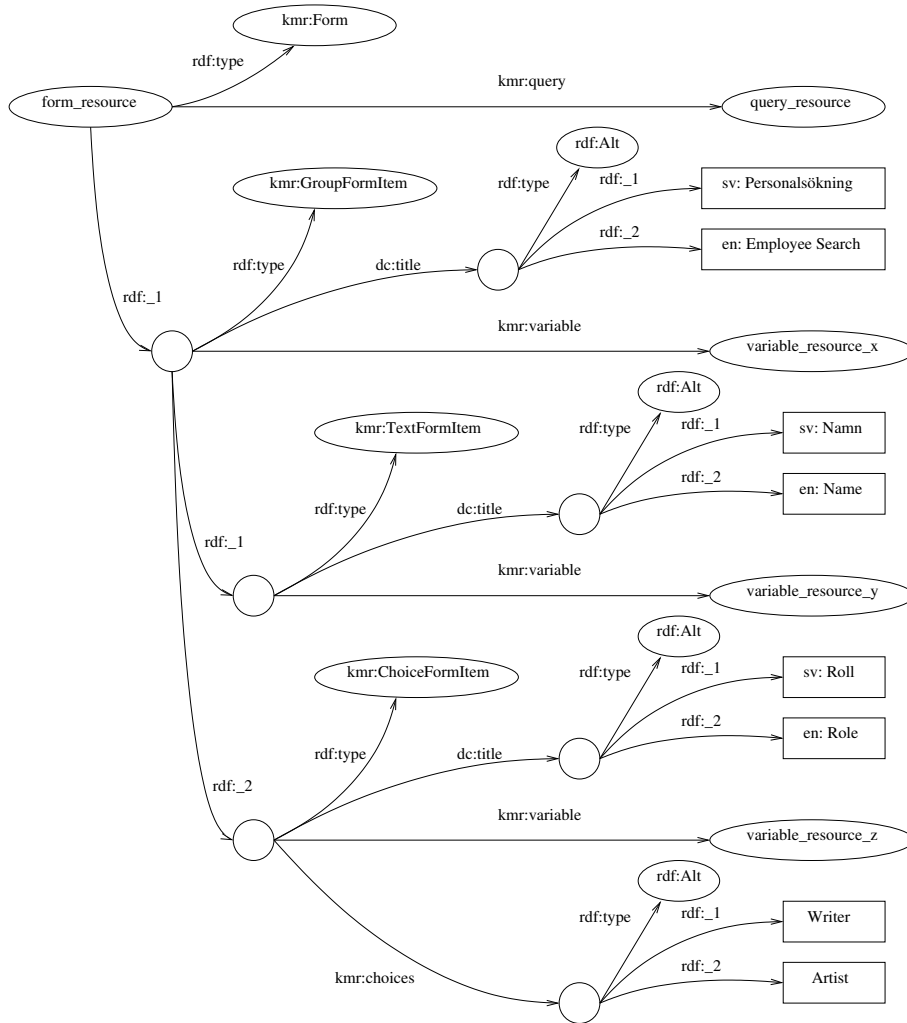 kmr:Form
rdf:type
kmr:query
form_resource
query_resource
rdf:Alt
kmr:GroupFormItem
rdf:type
rdf:_1
sv: Personalsökning
rdf:_2
en: Employee Search
rdf:type
dc:title
rdf:_1
kmr:variable
variable_resource_x
rdf:Alt
kmr:TextFormItem
rdf:type
rdf:_1
sv: Namn
rdf:_2
en: Name
rdf:type
dc:title
rdf:_1
kmr:variable
variable_resource_y
rdf:Alt
kmr:ChoiceFormItem
rdf:type
rdf:_1
sv: Roll
rdf:_2
en: Role
rdf:type
dc:title
rdf:_2
kmr:variable
variable_resource_z
rdf:Alt
rdf:type
rdf:_1
Writer
rdf:_2
Artist
kmr:choices